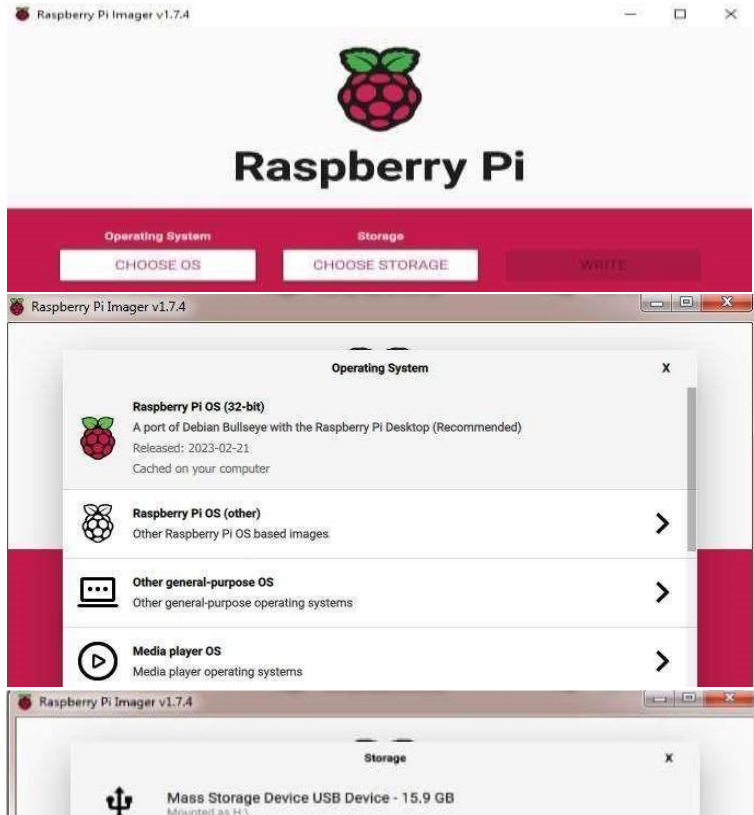 Raspberry Pi Imager v1.7.4
Raspberry Pi
Operating System Storage
CHOOSE OS CHOOSE STORAGE WRITE
Raspberry Pi Imager v1.7.4
Operating System X
Raspberry Pi OS (32-bit)
A port of Debian Bullseye with the Raspberry Pi Desktop (Recommended)
Released: 2023-02-21
Cached on your computer
Raspberry Pi OS (other)
Other Raspberry Pi OS based images
Other general-purpose OS
Other general-purpose operating systems
Media player OS
Media player operating systems
Raspberry Pi Imager v1.7.4
Storage X
Mass Storage Device USB Device - 15.9 GB
Mounted as H:\